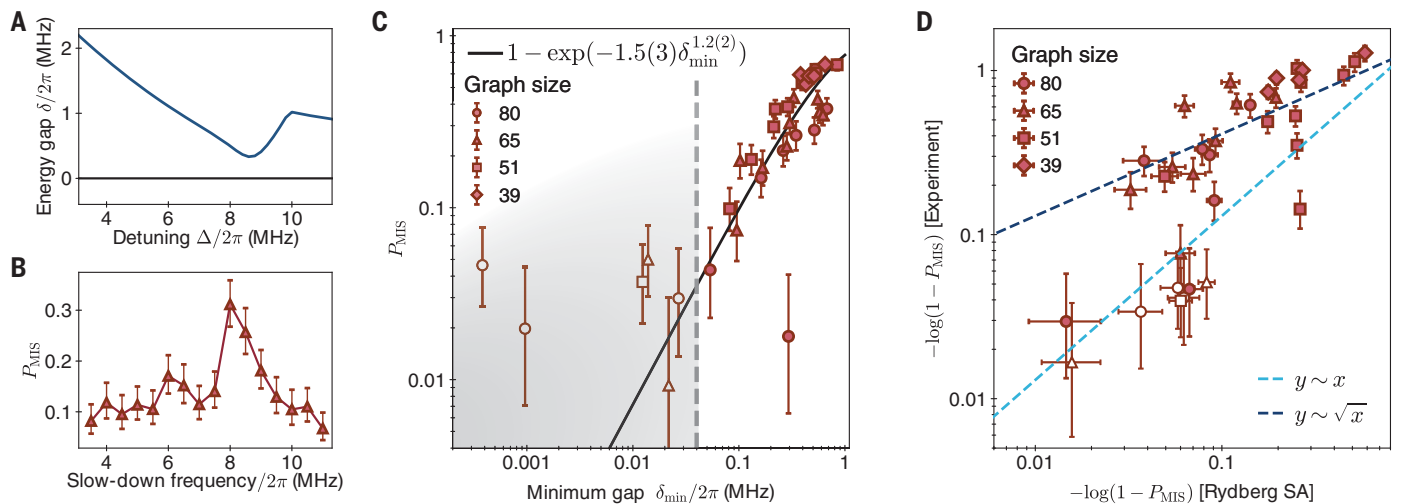 A
Energy gap δ/2π (MHz)
2
1
0
4 6 8 10
Detuning Δ/2π (MHz)
B
P_MIS
0.3
0.2
0.1
4 6 8 10
Slow-down frequency/2π (MHz)
C
1 − exp(−1.5(3)δ_min^1.2(2))
Graph size
80
65
51
39
P_MIS
1
0.1
0.01
0.001 0.01 0.1 1
Minimum gap δ_min/2π (MHz)
D
Graph size
80
65
51
39
−log(1 − P_MIS) [Experiment]
1
0.1
0.01
y ∼ x
y ∼ √x
0.01 0.1
−log(1 − P_MIS) [Rydberg SA]